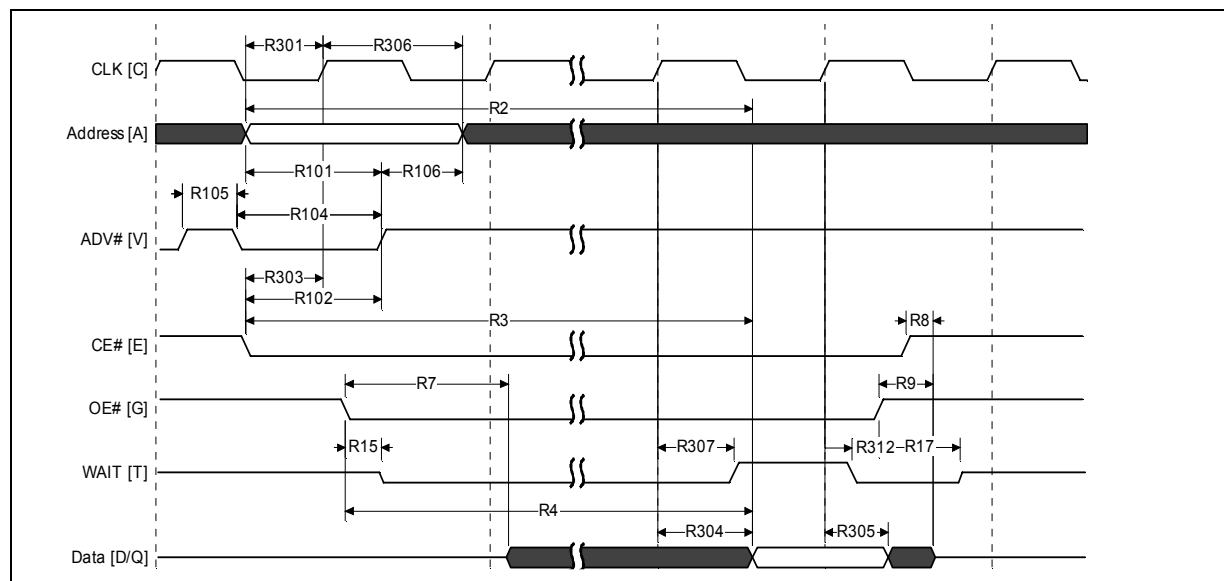 R301 R306
CLK [C]
R2
Address [A]
R101 R106
R105
R104
ADV# [V]
R303
R102
R3
R8
CE# [E]
R7
R9
OE# [G]
R15
R307
R312 R17
WAIT [T]
R4
R304
R305
Data [D/Q]